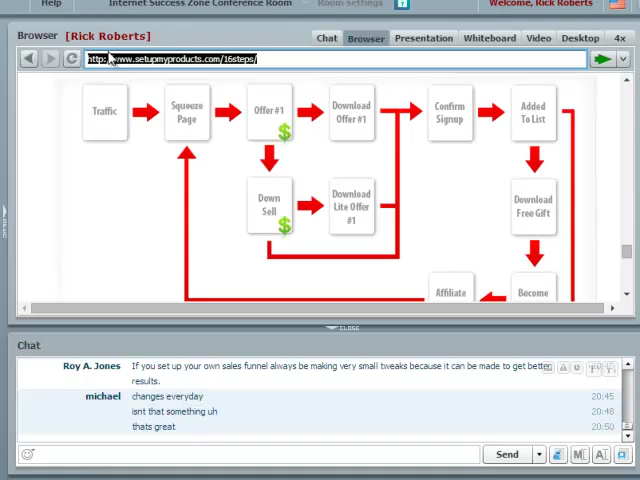 Help
Internet Success Zone Conference Room
Room settings
Welcome, Rick Roberts
Browser [Rick Roberts]
Chat
Browser
Presentation
Whiteboard
Video
Desktop
4x
http://www.setupmyproducts.com/16steps/
Traffic
Squeeze
Page
Offer #1
$
Download
Offer #1
Confirm
Signup
Added
To List
Down
Sell
$
Download
Lite Offer
#1
Download
Free Gift
Affiliate
Become
CLOSE
Chat
Roy A. Jones If you set up your own sales funnel always be making very small tweaks because it can be made to get better
results.
michael changes everyday 20:45
isnt that something uh 20:48
thats great 20:50
Send